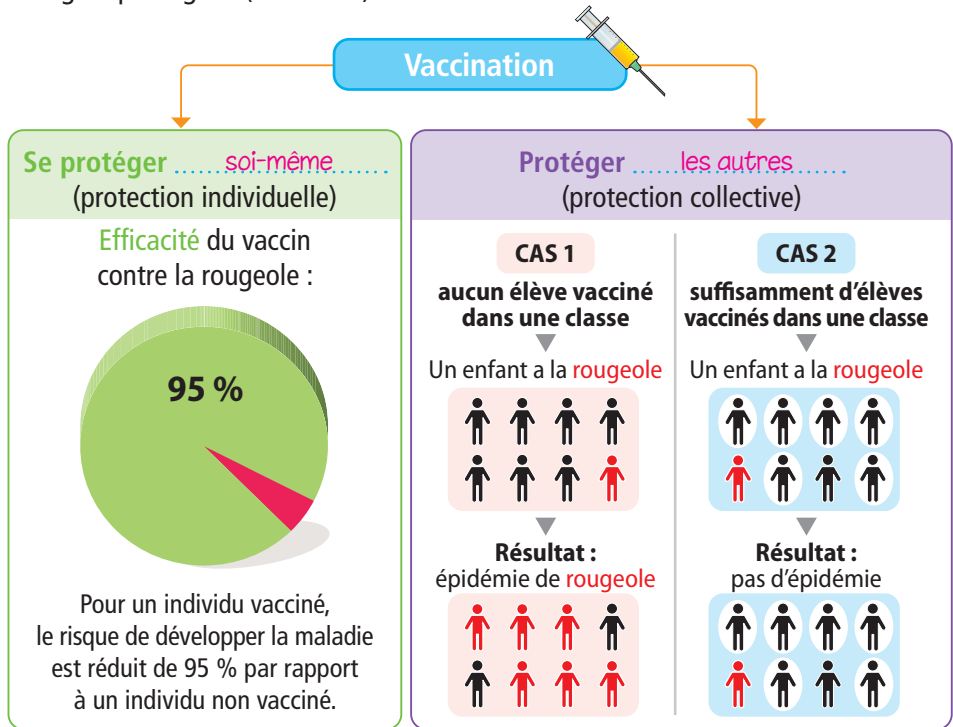 Vaccination
Se protéger ...... soi-même ......
(protection individuelle)
Efficacité du vaccin
contre la rougeole :
95 %
Pour un individu vacciné,
le risque de développer la maladie
est réduit de 95 % par rapport
à un individu non vacciné.
Protéger ...... les autres ......
(protection collective)
CAS 1
aucun élève vacciné
dans une classe
Un enfant a la rougeole
Résultat :
épidémie de rougeole
CAS 2
suffisamment d'élèves
vaccinés dans une classe
Un enfant a la rougeole
Résultat :
pas d'épidémie